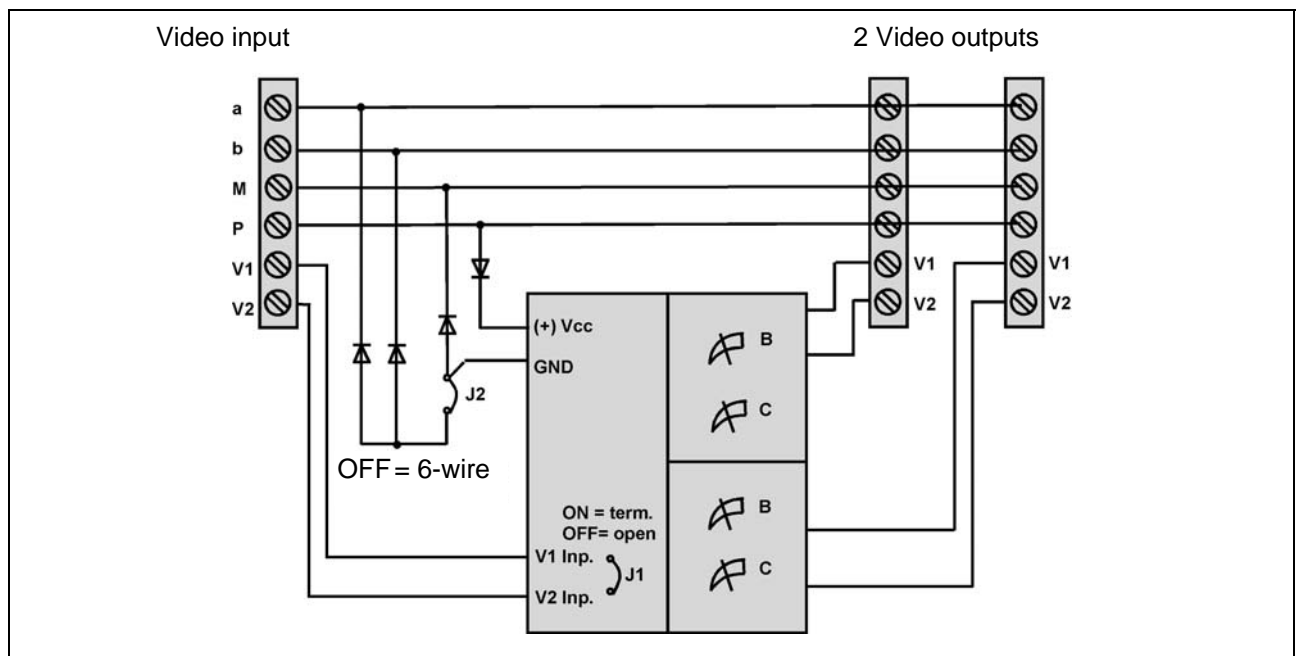 Video input
2 Video outputs
a
b
M
P
V1
V2
V1
V2
V1
V2
(+) Vcc
GND
J2
OFF = 6-wire
B
C
ON = term.
OFF= open
V1 Inp.
J1
V2 Inp.
B
C